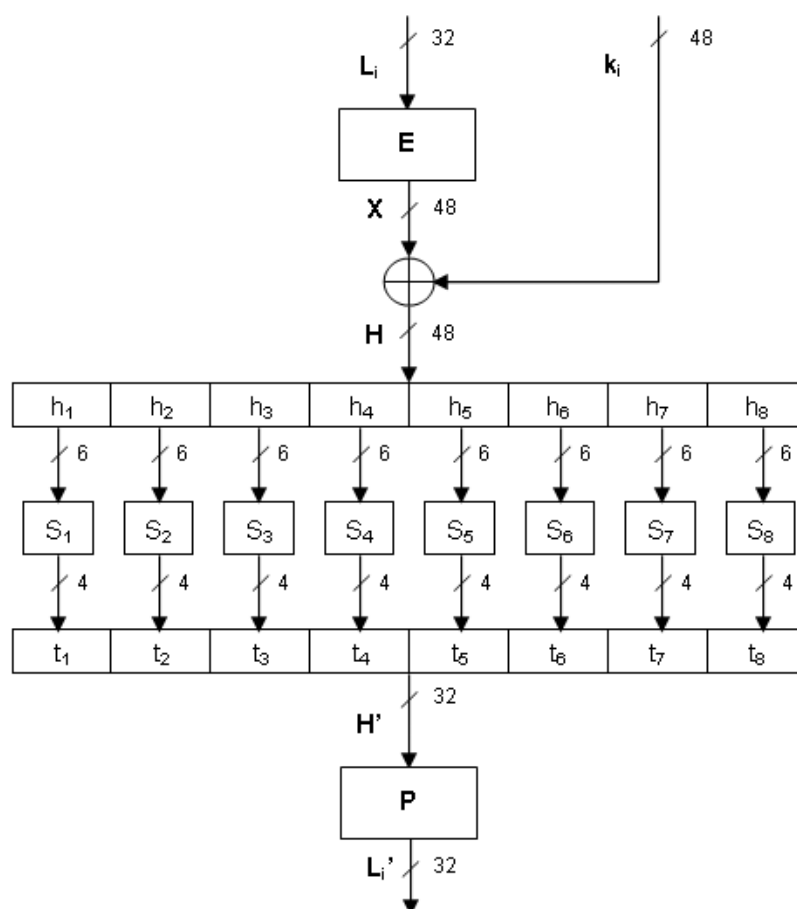 32 48
Lᵢ kᵢ
E
X 48
H 48
h₁ h₂ h₃ h₄ h₅ h₆ h₇ h₈
6 6 6 6 6 6 6 6
S₁ S₂ S₃ S₄ S₅ S₆ S₇ S₈
4 4 4 4 4 4 4 4
t₁ t₂ t₃ t₄ t₅ t₆ t₇ t₈
32
H’
P
Lᵢ’ 32